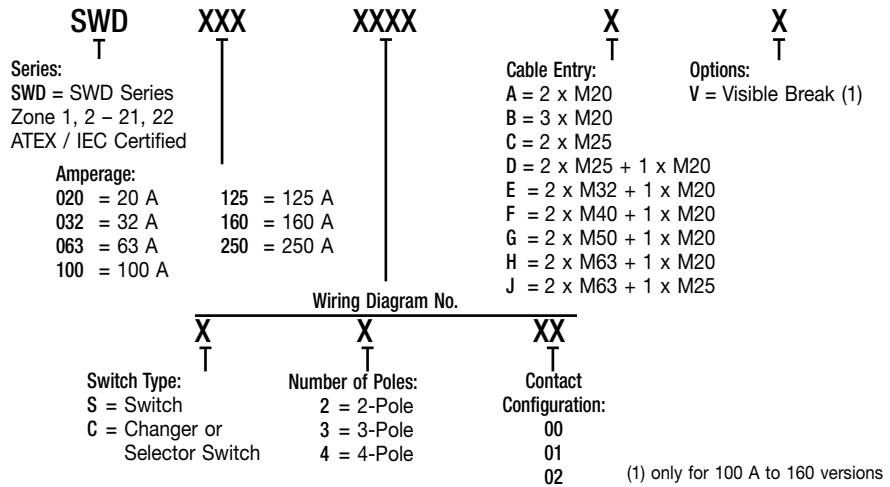 SWD XXX XXXX X X
Series:
SWD = SWD Series
Zone 1, 2 – 21, 22
ATEX / IEC Certified
Amperage:
020 = 20 A
032 = 32 A
063 = 63 A
100 = 100 A
125 = 125 A
160 = 160 A
250 = 250 A
Cable Entry:
A = 2 x M20
B = 3 x M20
C = 2 x M25
D = 2 x M25 + 1 x M20
E = 2 x M32 + 1 x M20
F = 2 x M40 + 1 x M20
G = 2 x M50 + 1 x M20
H = 2 x M63 + 1 x M20
J = 2 x M63 + 1 x M25
Options:
V = Visible Break (1)
Wiring Diagram No.
X X XX
Switch Type:
S = Switch
C = Changer or
Selector Switch
Number of Poles:
2 = 2-Pole
3 = 3-Pole
4 = 4-Pole
Contact
Configuration:
00
01
02
(1) only for 100 A to 160 versions